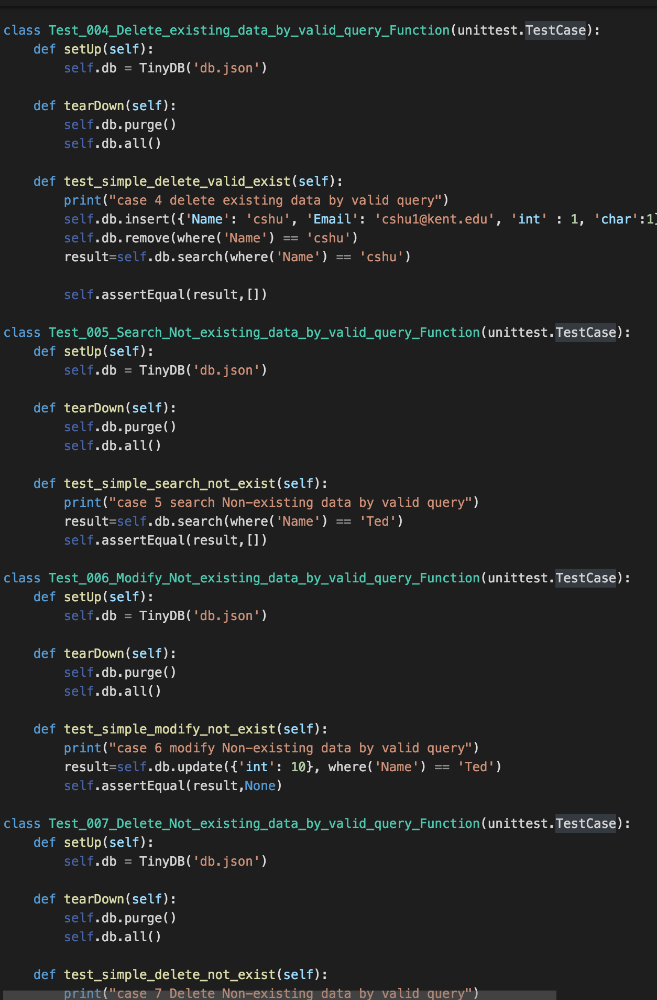 class Test_004_Delete_existing_data_by_valid_query_Function(unittest.TestCase):
    def setUp(self):
        self.db = TinyDB('db.json')

    def tearDown(self):
        self.db.purge()
        self.db.all()

    def test_simple_delete_valid_exist(self):
        print("case 4 delete existing data by valid query")
        self.db.insert({'Name': 'cshu', 'Email': 'cshu1@kent.edu', 'int' : 1, 'char':1}
        self.db.remove(where('Name') == 'cshu')
        result=self.db.search(where('Name') == 'cshu')

        self.assertEqual(result,[])

class Test_005_Search_Not_existing_data_by_valid_query_Function(unittest.TestCase):
    def setUp(self):
        self.db = TinyDB('db.json')

    def tearDown(self):
        self.db.purge()
        self.db.all()

    def test_simple_search_not_exist(self):
        print("case 5 search Non-existing data by valid query")
        result=self.db.search(where('Name') == 'Ted')
        self.assertEqual(result,[])

class Test_006_Modify_Not_existing_data_by_valid_query_Function(unittest.TestCase):
    def setUp(self):
        self.db = TinyDB('db.json')

    def tearDown(self):
        self.db.purge()
        self.db.all()

    def test_simple_modify_not_exist(self):
        print("case 6 modify Non-existing data by valid query")
        result=self.db.update({'int': 10}, where('Name') == 'Ted')
        self.assertEqual(result,None)

class Test_007_Delete_Not_existing_data_by_valid_query_Function(unittest.TestCase):
    def setUp(self):
        self.db = TinyDB('db.json')

    def tearDown(self):
        self.db.purge()
        self.db.all()

    def test_simple_delete_not_exist(self):
        print("case 7 Delete Non-existing data by valid query")